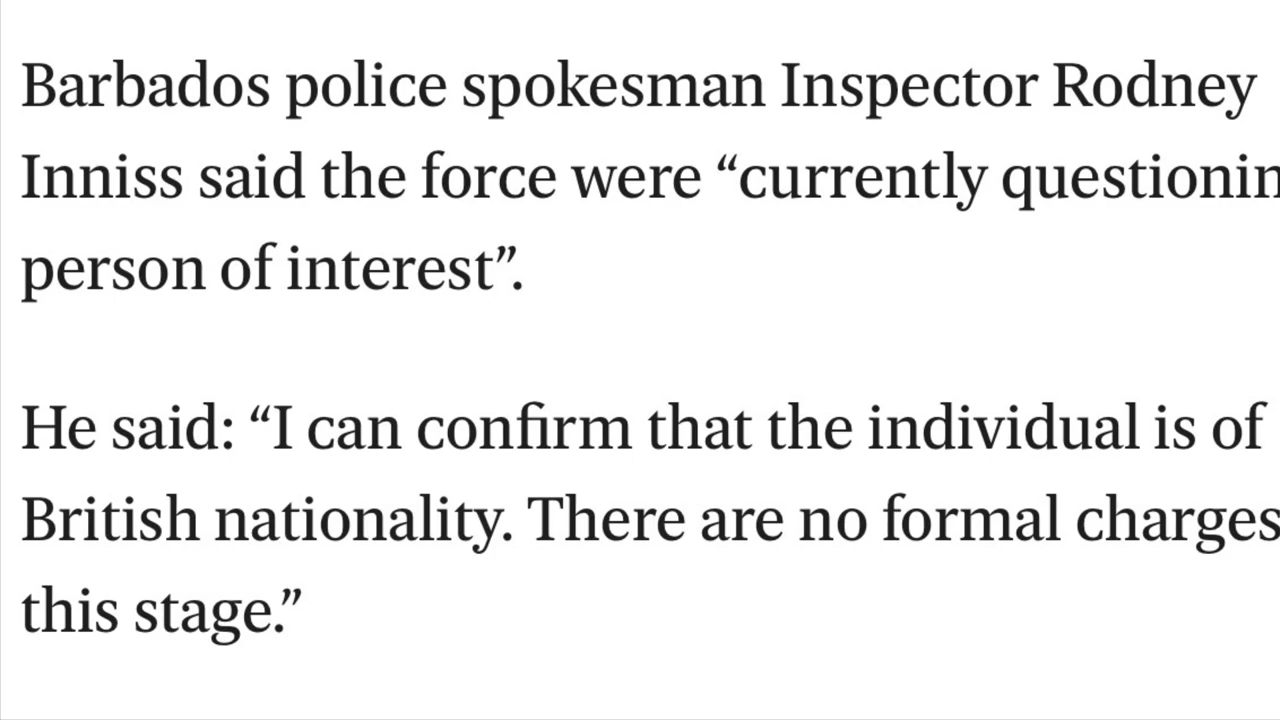 Barbados police spokesman Inspector Rodney
Inniss said the force were “currently questionin
person of interest”.
He said: “I can confirm that the individual is of
British nationality. There are no formal charges
this stage.”